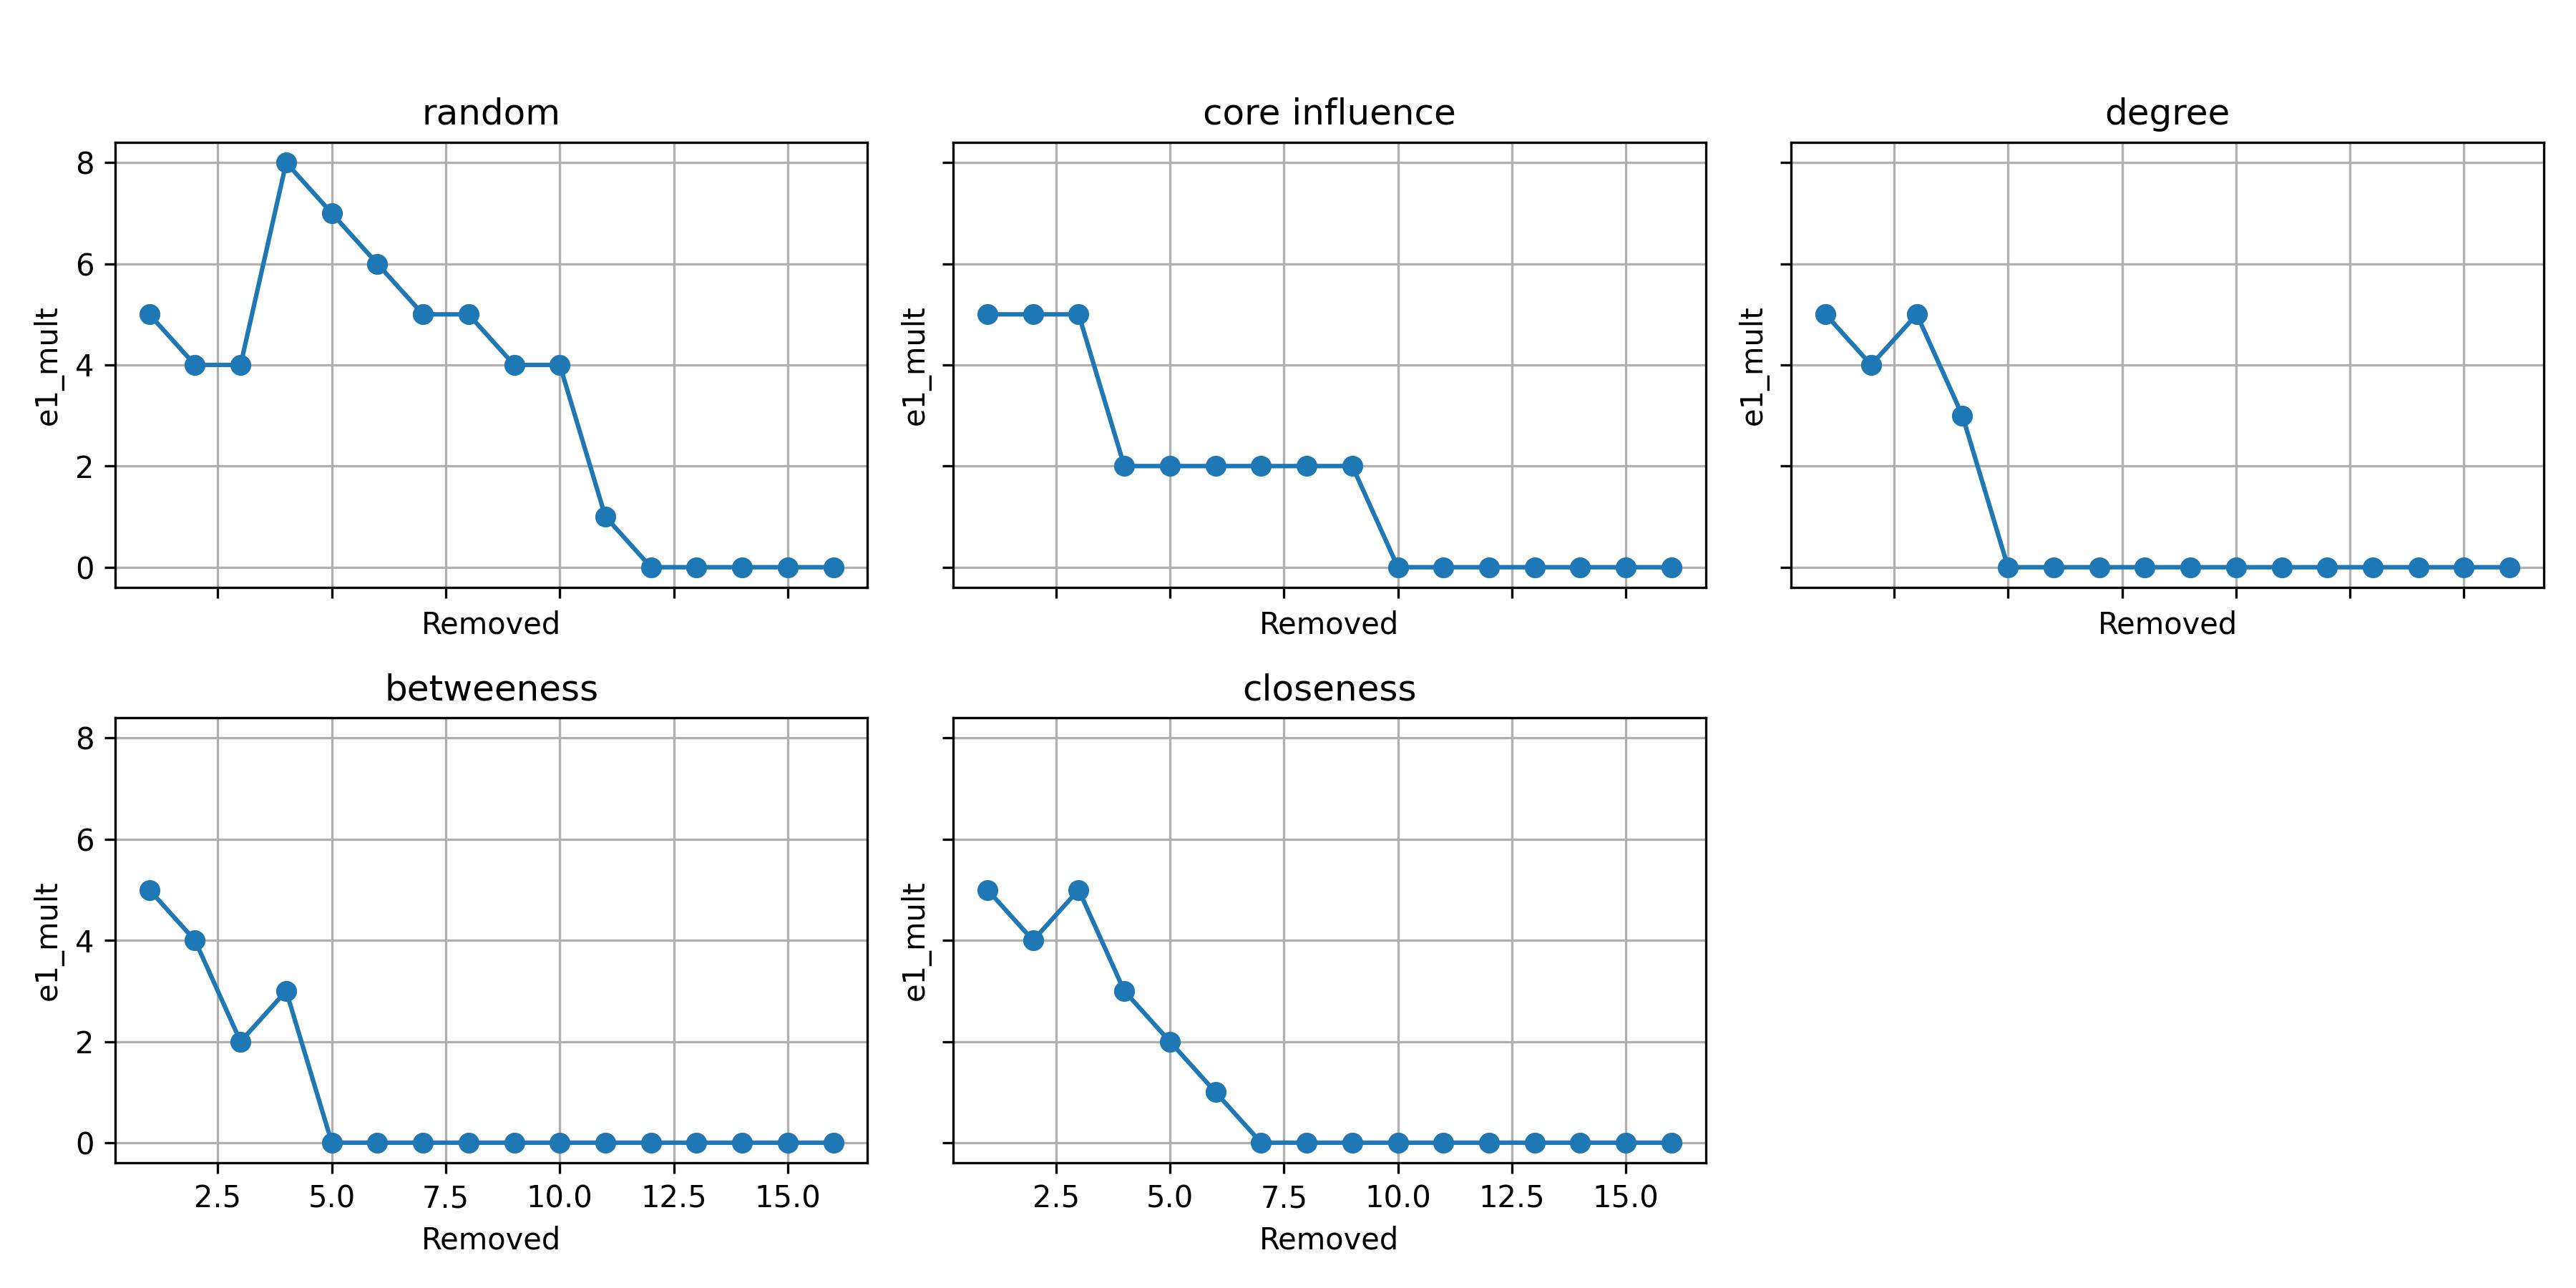 random
core influence
degree
8
6
4
2
0
e1_mult
e1_mult
e1_mult
Removed
Removed
Removed
betweeness
closeness
8
6
4
2
0
e1_mult
e1_mult
2.5 5.0 7.5 10.0 12.5 15.0
2.5 5.0 7.5 10.0 12.5 15.0
Removed
Removed